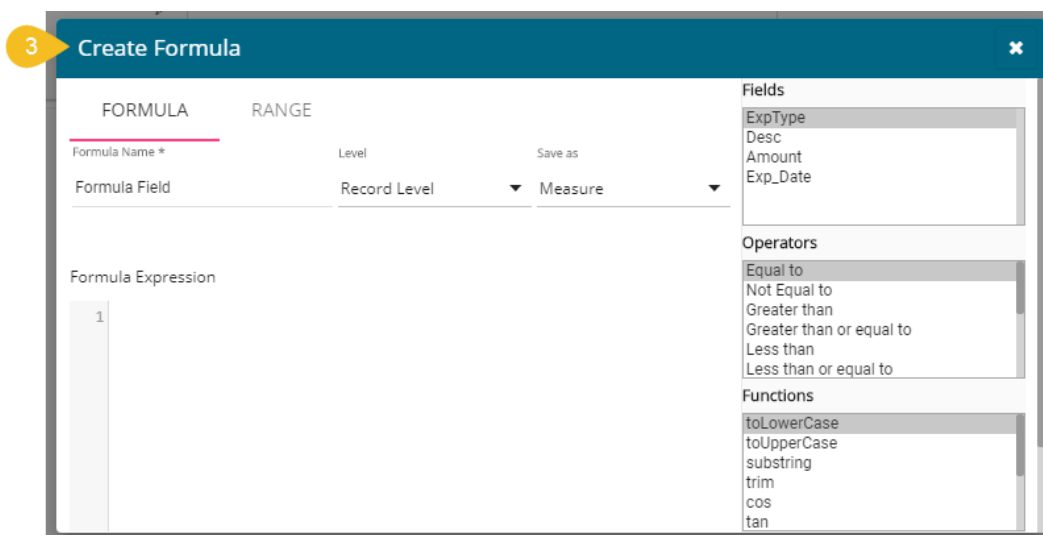 3
Create Formula
✖
FORMULA RANGE
Formula Name * Level Save as
Formula Field Record Level Measure
Formula Expression
1
Fields
ExpType
Desc
Amount
Exp_Date
Operators
Equal to
Not Equal to
Greater than
Greater than or equal to
Less than
Less than or equal to
Functions
toLowerCase
toUpperCase
substring
trim
cos
tan